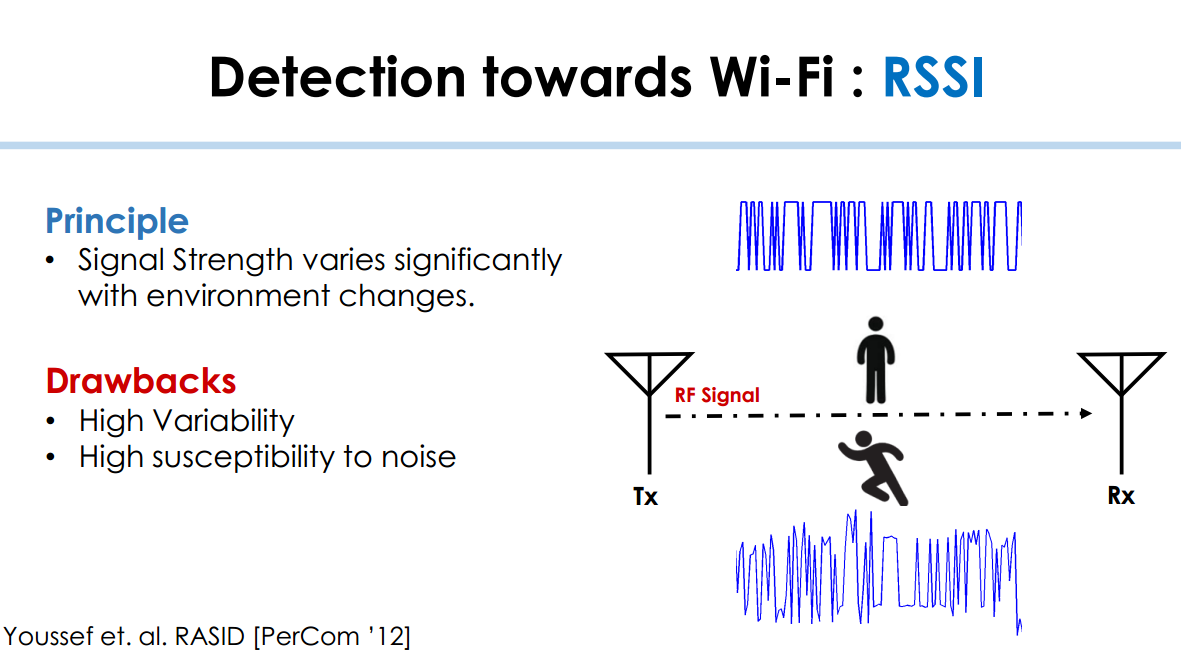 Detection towards Wi-Fi : RSSI
Principle
• Signal Strength varies significantly
with environment changes.
Drawbacks
• High Variability
• High susceptibility to noise
RF Signal
Tx
Rx
Youssef et. al. RASID [PerCom ’12]